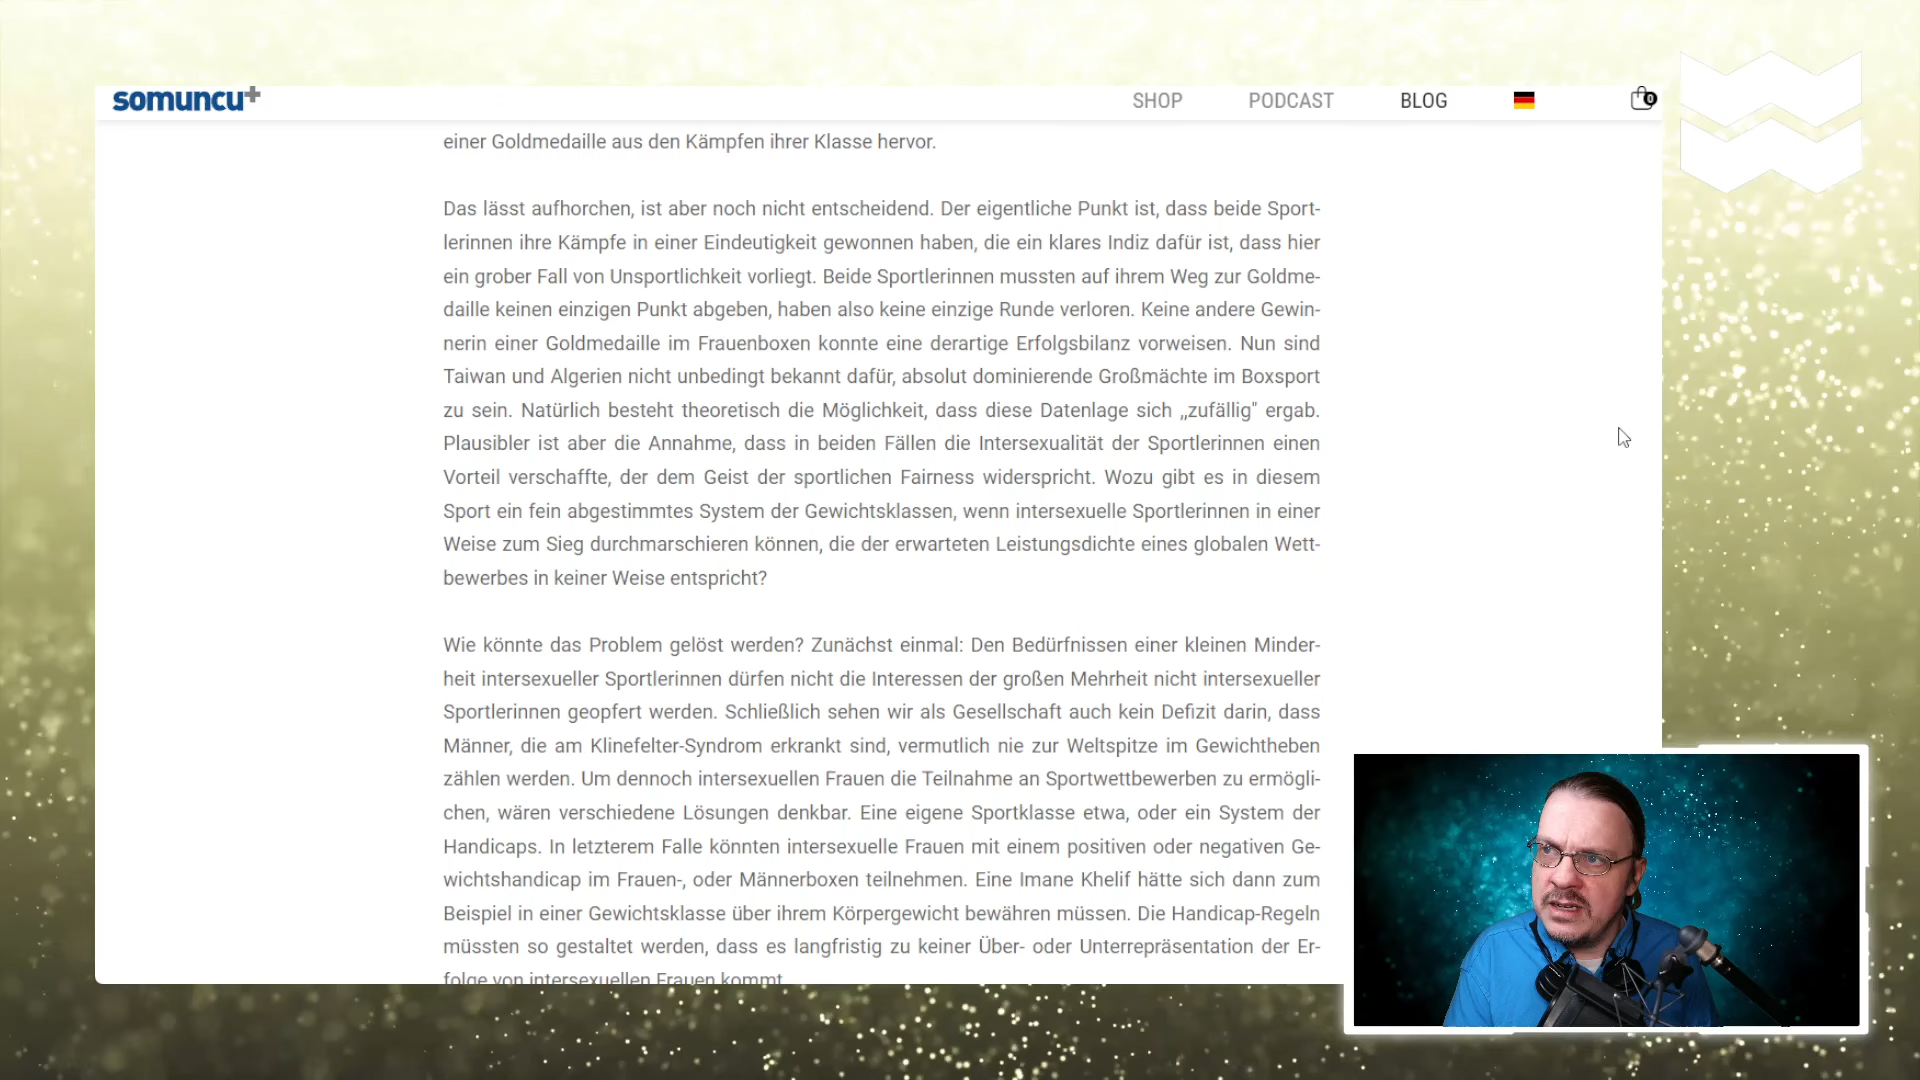 somuncu+
SHOP PODCAST BLOG 0
einer Goldmedaille aus den Kämpfen ihrer Klasse hervor.
Das lässt aufhorchen, ist aber noch nicht entscheidend. Der eigentliche Punkt ist, dass beide Sport-
lerinnen ihre Kämpfe in einer Eindeutigkeit gewonnen haben, die ein klares Indiz dafür ist, dass hier
ein grober Fall von Unsportlichkeit vorliegt. Beide Sportlerinnen mussten auf ihrem Weg zur Goldme-
daille keinen einzigen Punkt abgeben, haben also keine einzige Runde verloren. Keine andere Gewin-
nerin einer Goldmedaille im Frauenboxen konnte eine derartige Erfolgsbilanz vorweisen. Nun sind
Taiwan und Algerien nicht unbedingt bekannt dafür, absolut dominierende Großmächte im Boxsport
zu sein. Natürlich besteht theoretisch die Möglichkeit, dass diese Datenlage sich „zufällig" ergab.
Plausibler ist aber die Annahme, dass in beiden Fällen die Intersexualität der Sportlerinnen einen
Vorteil verschaffte, der dem Geist der sportlichen Fairness widerspricht. Wozu gibt es in diesem
Sport ein fein abgestimmtes System der Gewichtsklassen, wenn intersexuelle Sportlerinnen in einer
Weise zum Sieg durchmarschieren können, die der erwarteten Leistungsdichte eines globalen Wett-
bewerbes in keiner Weise entspricht?
Wie könnte das Problem gelöst werden? Zunächst einmal: Den Bedürfnissen einer kleinen Minder-
heit intersexueller Sportlerinnen dürfen nicht die Interessen der großen Mehrheit nicht intersexueller
Sportlerinnen geopfert werden. Schließlich sehen wir als Gesellschaft auch kein Defizit darin, dass
Männer, die am Klinefelter-Syndrom erkrankt sind, vermutlich nie zur Weltspitze im Gewichtheben
zählen werden. Um dennoch intersexuellen Frauen die Teilnahme an Sportwettbewerben zu ermögli-
chen, wären verschiedene Lösungen denkbar. Eine eigene Sportklasse etwa, oder ein System der
Handicaps. In letzterem Falle könnten intersexuelle Frauen mit einem positiven oder negativen Ge-
wichtshandicap im Frauen-, oder Männerboxen teilnehmen. Eine Imane Khelif hätte sich dann zum
Beispiel in einer Gewichtsklasse über ihrem Körpergewicht bewähren müssen. Die Handicap-Regeln
müssten so gestaltet werden, dass es langfristig zu keiner Über- oder Unterrepräsentation der Er-
folge von intersexuellen Frauen kommt